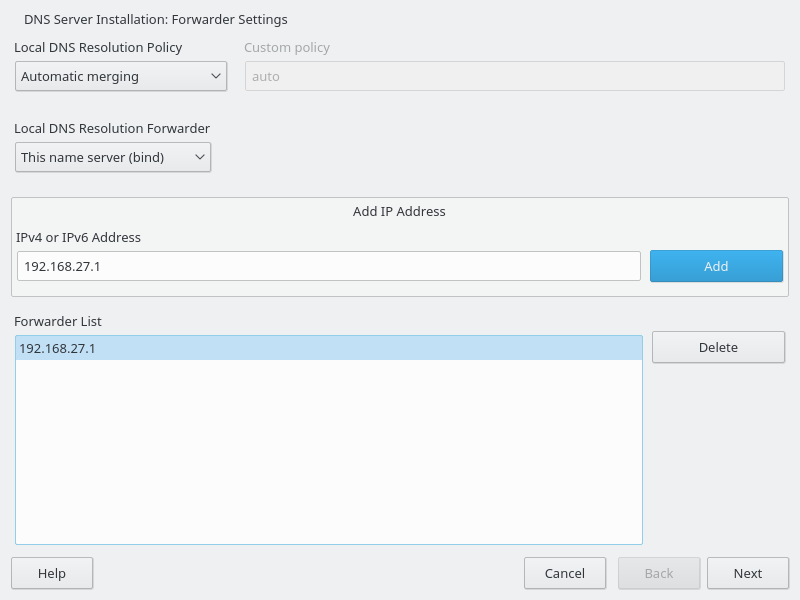 DNS Server Installation: Forwarder Settings
Local DNS Resolution Policy
Custom policy
Automatic merging
auto
Local DNS Resolution Forwarder
This name server (bind)
Add IP Address
IPv4 or IPv6 Address
192.168.27.1
Add
Forwarder List
192.168.27.1
Delete
Help
Cancel
Back
Next